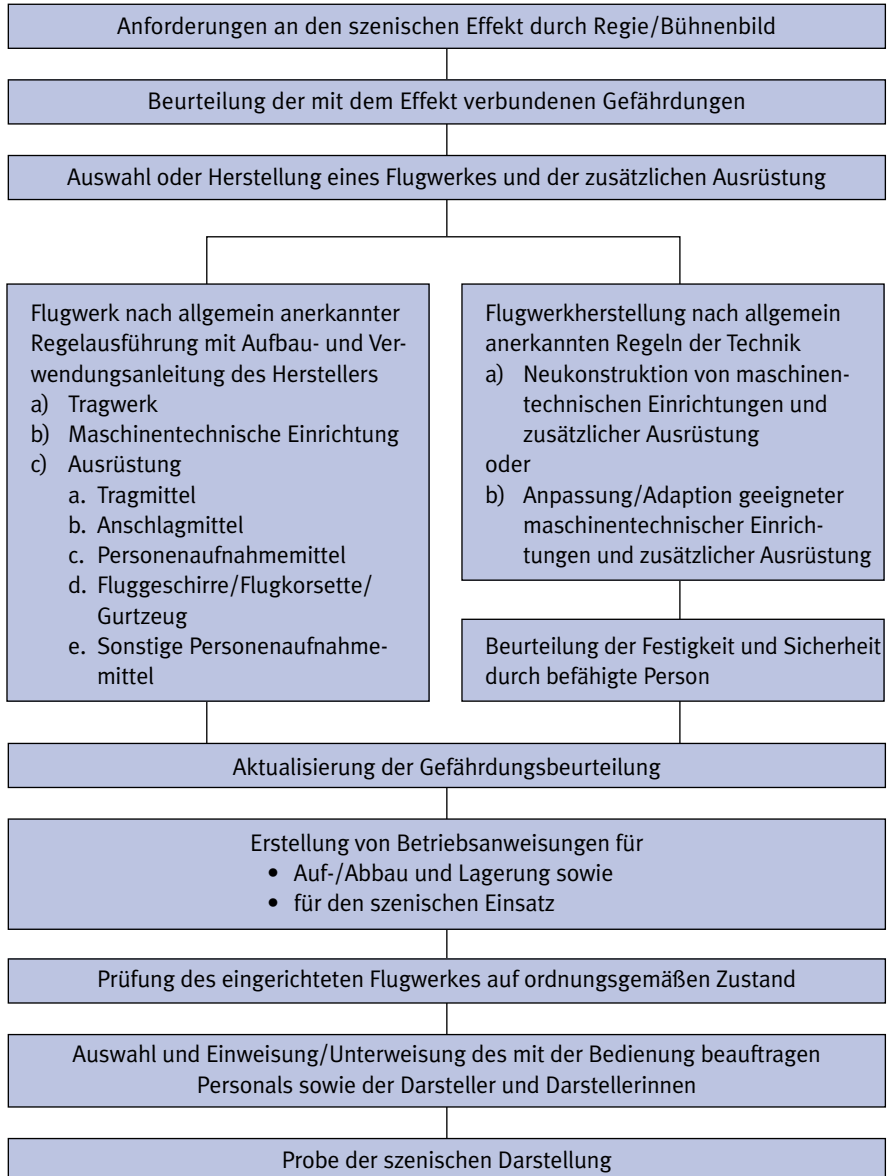 Anforderungen an den szenischen Effekt durch Regie/Bühnenbild
Beurteilung der mit dem Effekt verbundenen Gefährdungen
Auswahl oder Herstellung eines Flugwerkes und der zusätzlichen Ausrüstung
Flugwerk nach allgemein anerkannter
Regelausführung mit Aufbau- und Ver-
wendungsanleitung des Herstellers
a) Tragwerk
b) Maschinentechnische Einrichtung
c) Ausrüstung
a. Tragmittel
b. Anschlagmittel
c. Personenaufnahmemittel
d. Fluggeschirre/Flugkorsette/
Gurtzeug
e. Sonstige Personenaufnahme-
mittel
Flugwerkherstellung nach allgemein
anerkannten Regeln der Technik
a) Neukonstruktion von maschinen-
technischen Einrichtungen und
zusätzlicher Ausrüstung
oder
b) Anpassung/Adaption geeigneter
maschinentechnischer Einrich-
tungen und zusätzlicher Ausrüstung
Beurteilung der Festigkeit und Sicherheit
durch befähigte Person
Aktualisierung der Gefährdungsbeurteilung
Erstellung von Betriebsanweisungen für
• Auf-/Abbau und Lagerung sowie
• für den szenischen Einsatz
Prüfung des eingerichteten Flugwerkes auf ordnungsgemäßen Zustand
Auswahl und Einweisung/Unterweisung des mit der Bedienung beauftragen
Personals sowie der Darsteller und Darstellerinnen
Probe der szenischen Darstellung